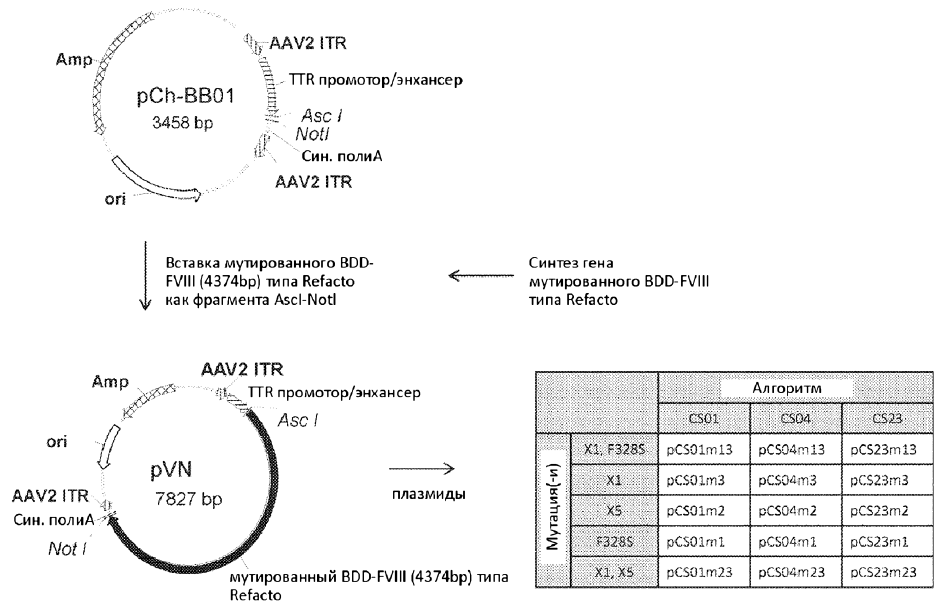 AAV2 ITR
Amp
TTR промотор/энхансер
pCh-BB01
3458 bp
Asc I
NotI
Син. полиА
AAV2 ITR
ori
Вставка мутированного BDD-
FVIII (4374bp) типа Refacto
как фрагмента AscI-NotI
Синтез гена
мутированного BDD-FVIII
типа Refacto
AAV2 ITR
Amp
TTR промотор/энхансер
Asc I
ori
pVN
7827 bp
AAV2 ITR
Син. полиА
Not I
мутированный BDD-FVIII (4374bp) типа
Refacto
плазмиды
Алгоритм
CS01 CS04 CS23
Мутация(-и)
X1, F328S pCS01m13 pCS04m13 pCS23m13
X1 pCS01m3 pCS04m3 pCS23m3
X5 pCS01m2 pCS04m2 pCS23m2
F328S pCS01m1 pCS04m1 pCS23m1
X1, X5 pCS01m23 pCS04m23 pCS23m23